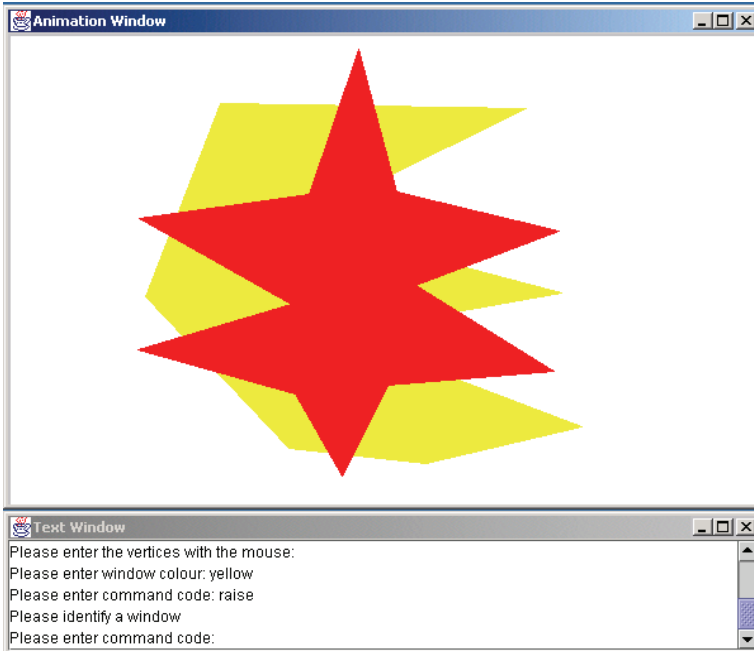 Animation Window
Text Window
Please enter the vertices with the mouse:
Please enter window colour: yellow
Please enter command code: raise
Please identify a window
Please enter command code: